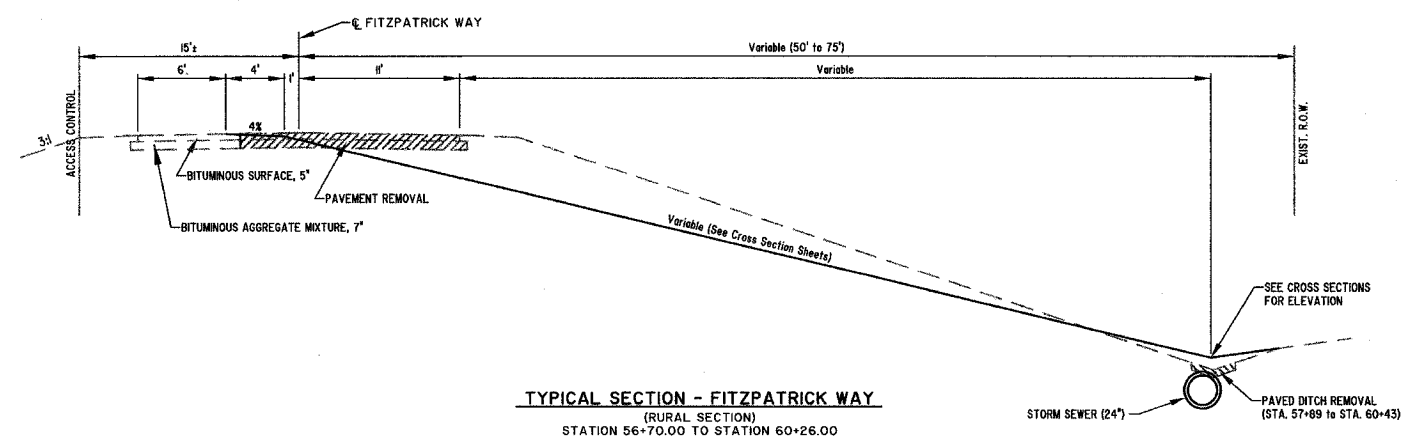 ℄ FITZPATRICK WAY
15'±
Variable (50' to 75')
6'
4'
1'
11'
Variable
3:1
ACCESS CONTROL
4%
EXIST. R.O.W.
BITUMINOUS SURFACE, 5"
PAVEMENT REMOVAL
BITUMINOUS AGGREGATE MIXTURE, 7"
Variable (See Cross Section Sheets)
SEE CROSS SECTIONS
FOR ELEVATION
TYPICAL SECTION - FITZPATRICK WAY
(RURAL SECTION)
STATION 56+70.00 TO STATION 60+26.00
STORM SEWER (24")
PAVED DITCH REMOVAL
(STA. 57+89 to STA. 60+43)